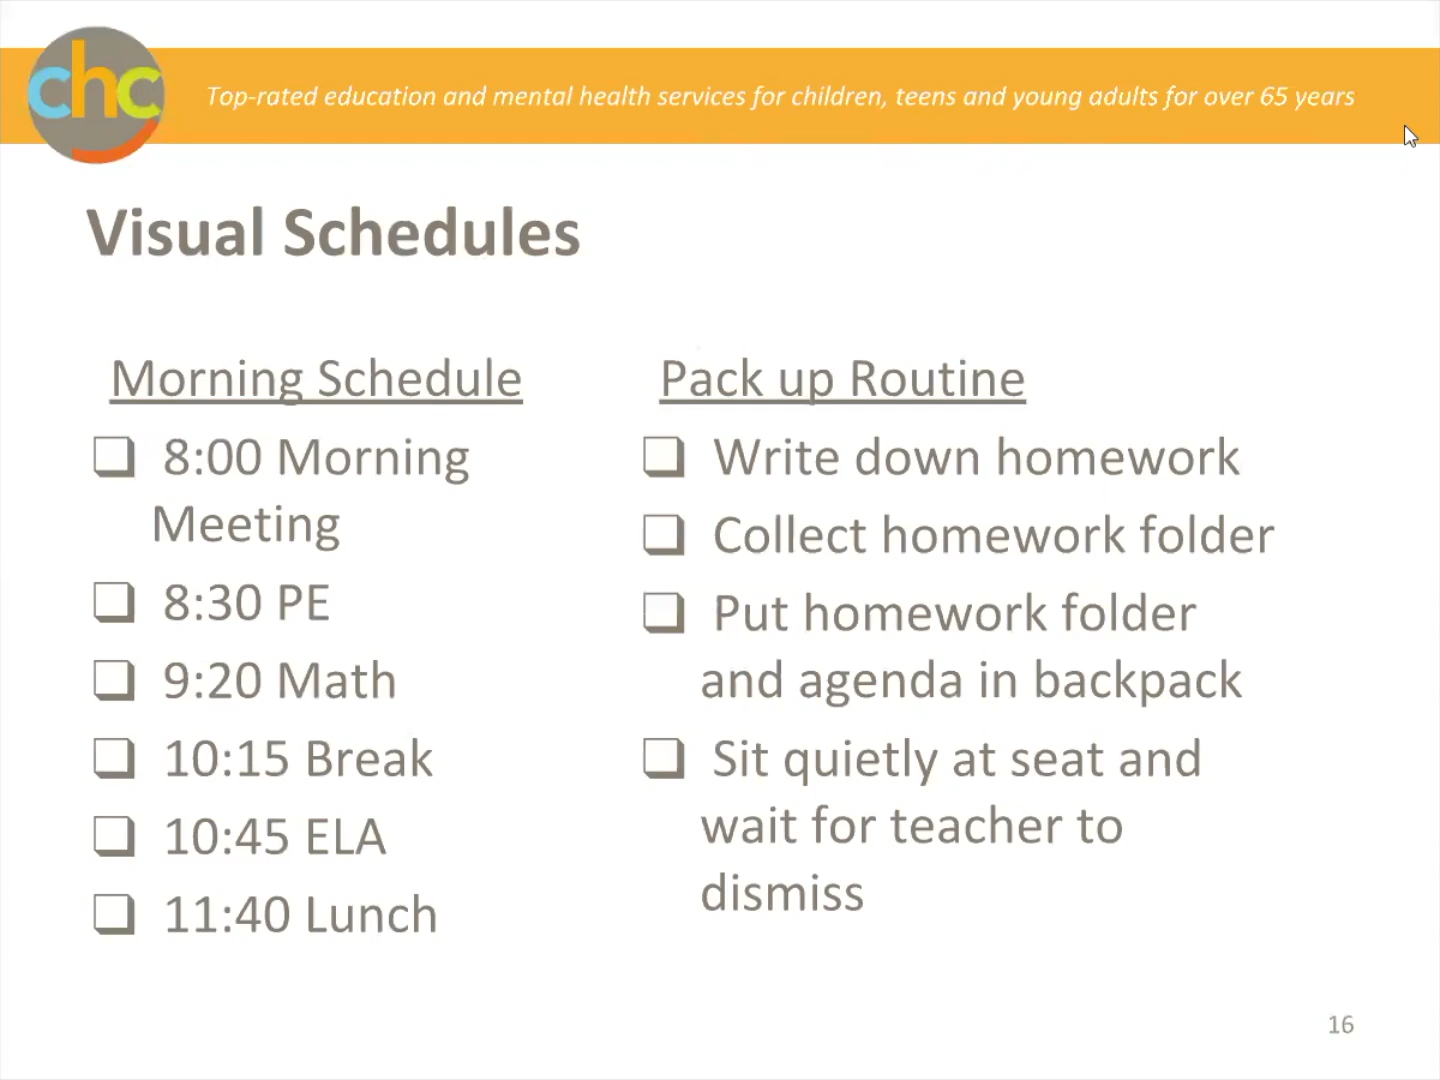 chc
Top-rated education and mental health services for children, teens and young adults for over 65 years
Visual Schedules
Morning Schedule
8:00 Morning
Meeting
8:30 PE
9:20 Math
10:15 Break
10:45 ELA
11:40 Lunch
Pack up Routine
Write down homework
Collect homework folder
Put homework folder
and agenda in backpack
Sit quietly at seat and
wait for teacher to
dismiss
16